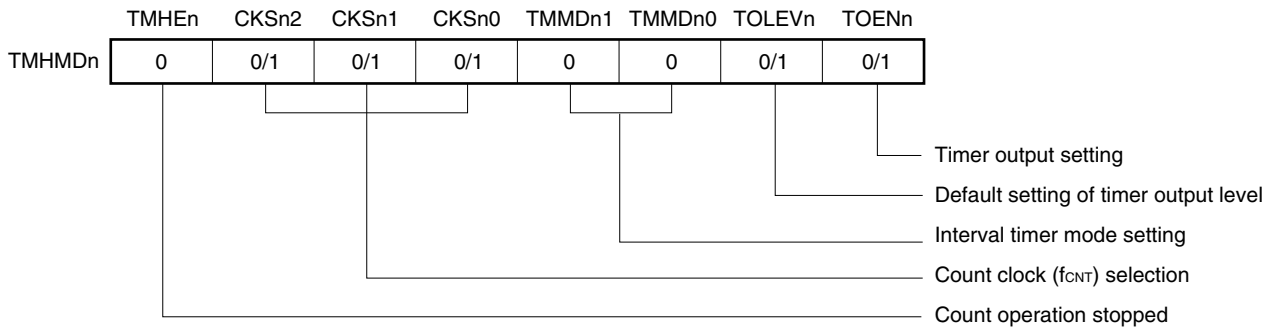 TMHEn CKSn2 CKSn1 CKSn0 TMMDn1 TMMDn0 TOLEVn TOENn
TMHMDn 0 0/1 0/1 0/1 0 0 0/1 0/1
Timer output setting
Default setting of timer output level
Interval timer mode setting
Count clock (fCNT) selection
Count operation stopped